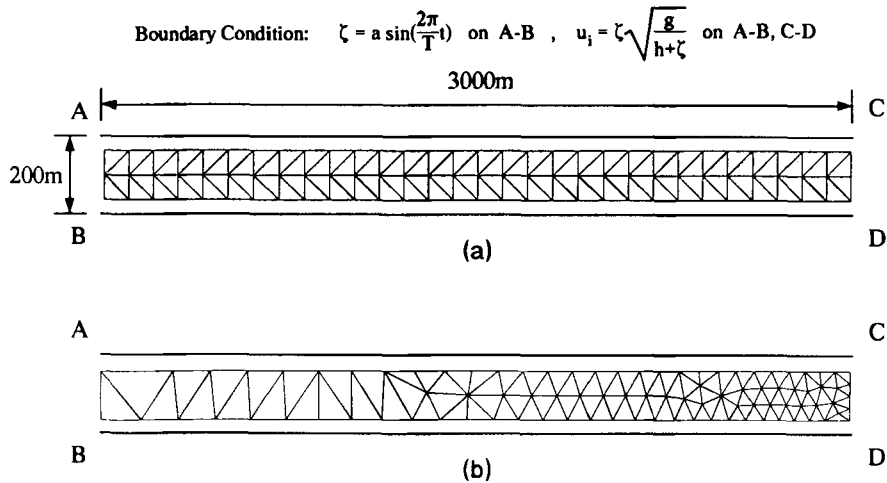 Boundary Condition: ζ = a sin(2π/T t) on A-B , u_i = ζ√(g/(h+ζ)) on A-B, C-D
3000m
A C
200m
B D
(a)
A C
B D
(b)